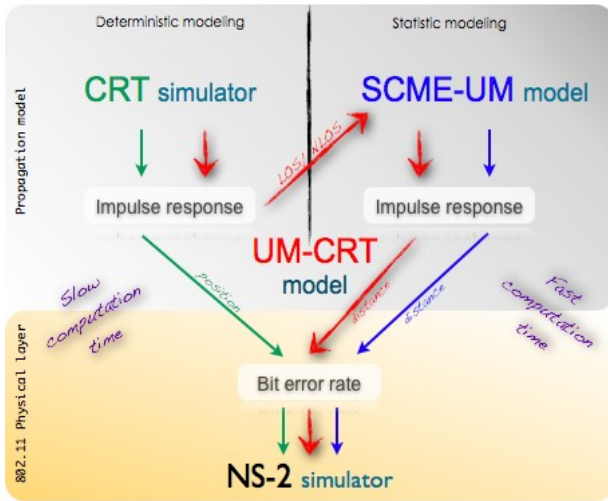 Deterministic modeling
Statistic modeling
Propagation model
CRT simulator
SCME-UM model
LOS/NLOS
Impulse response
Impulse response
UM-CRT
model
position
distance
distance
Slow
computation
time
Fast
computation
time
802.11 Physical layer
Bit error rate
NS-2 simulator